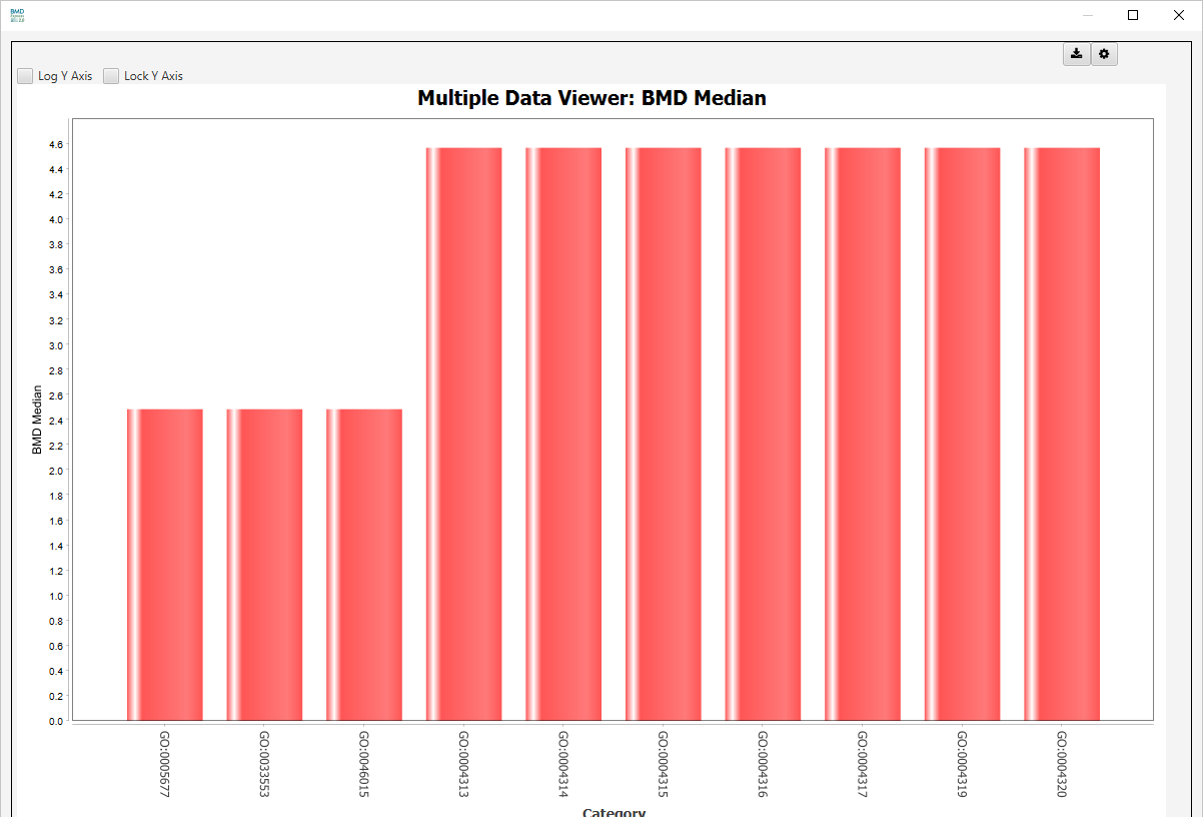 BMD
Log Y Axis
Lock Y Axis
Multiple Data Viewer: BMD Median
BMD Median
4.6
4.4
4.2
4.0
3.8
3.6
3.4
3.2
3.0
2.8
2.6
2.4
2.2
2.0
1.8
1.6
1.4
1.2
1.0
0.8
0.6
0.4
0.2
0.0
GO:0005677
GO:0033553
GO:0046015
GO:0004313
GO:0004314
GO:0004315
GO:0004316
GO:0004317
GO:0004319
GO:0004320
Category